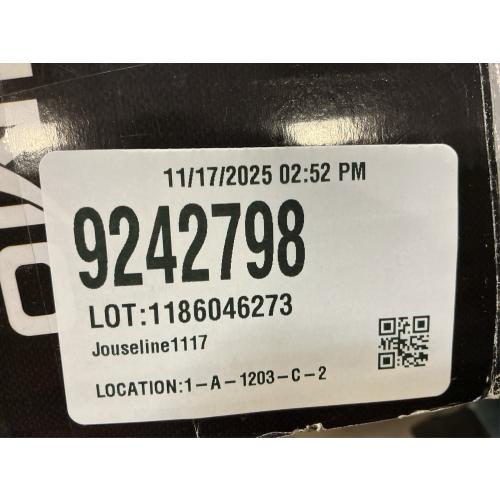 11/17/2025 02:52 PM
9242798
LOT:1186046273
Jouseline1117
LOCATION:1-A-1203-C-2